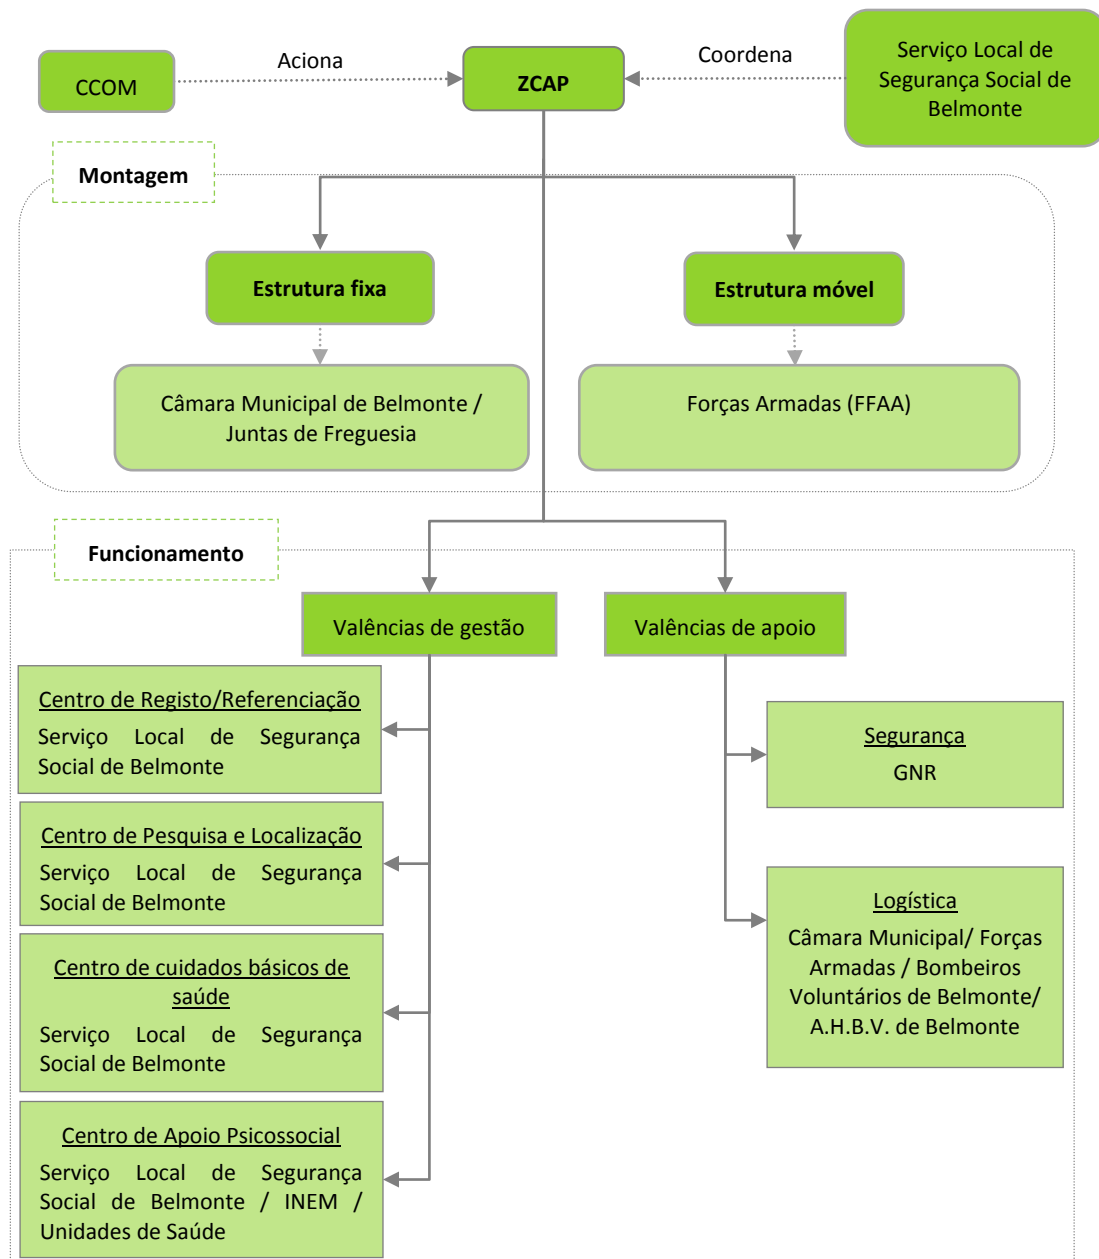 CCOM
Aciona
ZCAP
Coordena
Serviço Local de
Segurança Social de
Belmonte
Montagem
Estrutura fixa
Estrutura móvel
Câmara Municipal de Belmonte /
Juntas de Freguesia
Forças Armadas (FFAA)
Funcionamento
Valências de gestão
Valências de apoio
Centro de Registo/Referenciação
Serviço Local de Segurança
Social de Belmonte
Centro de Pesquisa e Localização
Serviço Local de Segurança
Social de Belmonte
Centro de cuidados básicos de
saúde
Serviço Local de Segurança
Social de Belmonte
Centro de Apoio Psicossocial
Serviço Local de Segurança
Social de Belmonte / INEM /
Unidades de Saúde
Segurança
GNR
Logística
Câmara Municipal/ Forças
Armadas / Bombeiros
Voluntários de Belmonte/
A.H.B.V. de Belmonte